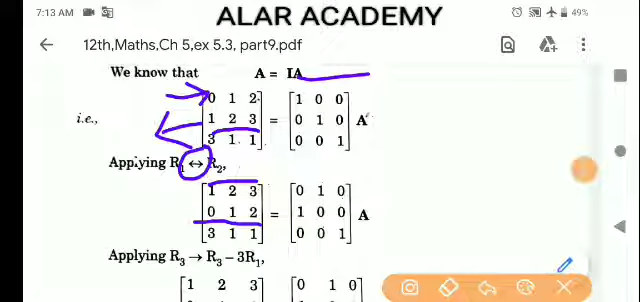 7:13 AM
49%
ALAR ACADEMY
12th,Maths,Ch 5,ex 5.3, part9.pdf
We know that A = IA
0 1 2 1 0 0
i.e., 1 2 3 = 0 1 0 A
3 1 1 0 0 1
Applying R1 ↔ R2,
1 2 3 0 1 0
0 1 2 = 1 0 0 A
3 1 1 0 0 1
Applying R3 → R3 − 3R1,
1 2 3 0 1 0